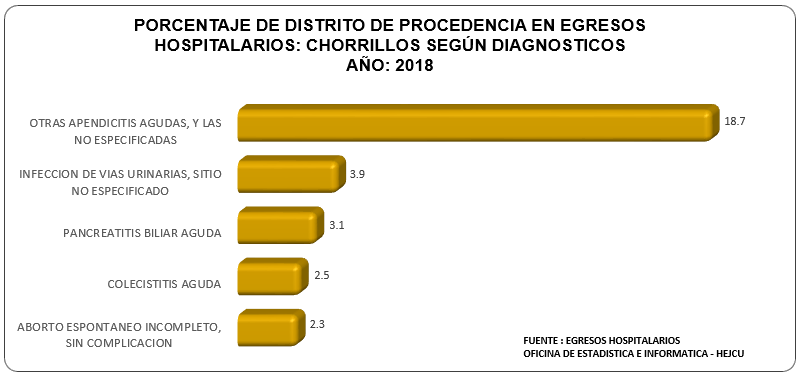 PORCENTAJE DE DISTRITO DE PROCEDENCIA EN EGRESOS
HOSPITALARIOS: CHORRILLOS SEGÚN DIAGNOSTICOS
AÑO: 2018
OTRAS APENDICITIS AGUDAS, Y LAS
NO ESPECIFICADAS
18.7
INFECCION DE VIAS URINARIAS, SITIO
NO ESPECIFICADO
3.9
PANCREATITIS BILIAR AGUDA
3.1
COLECISTITIS AGUDA
2.5
ABORTO ESPONTANEO INCOMPLETO,
SIN COMPLICACION
2.3
FUENTE : EGRESOS HOSPITALARIOS
OFICINA DE ESTADISTICA E INFORMATICA - HEJCU